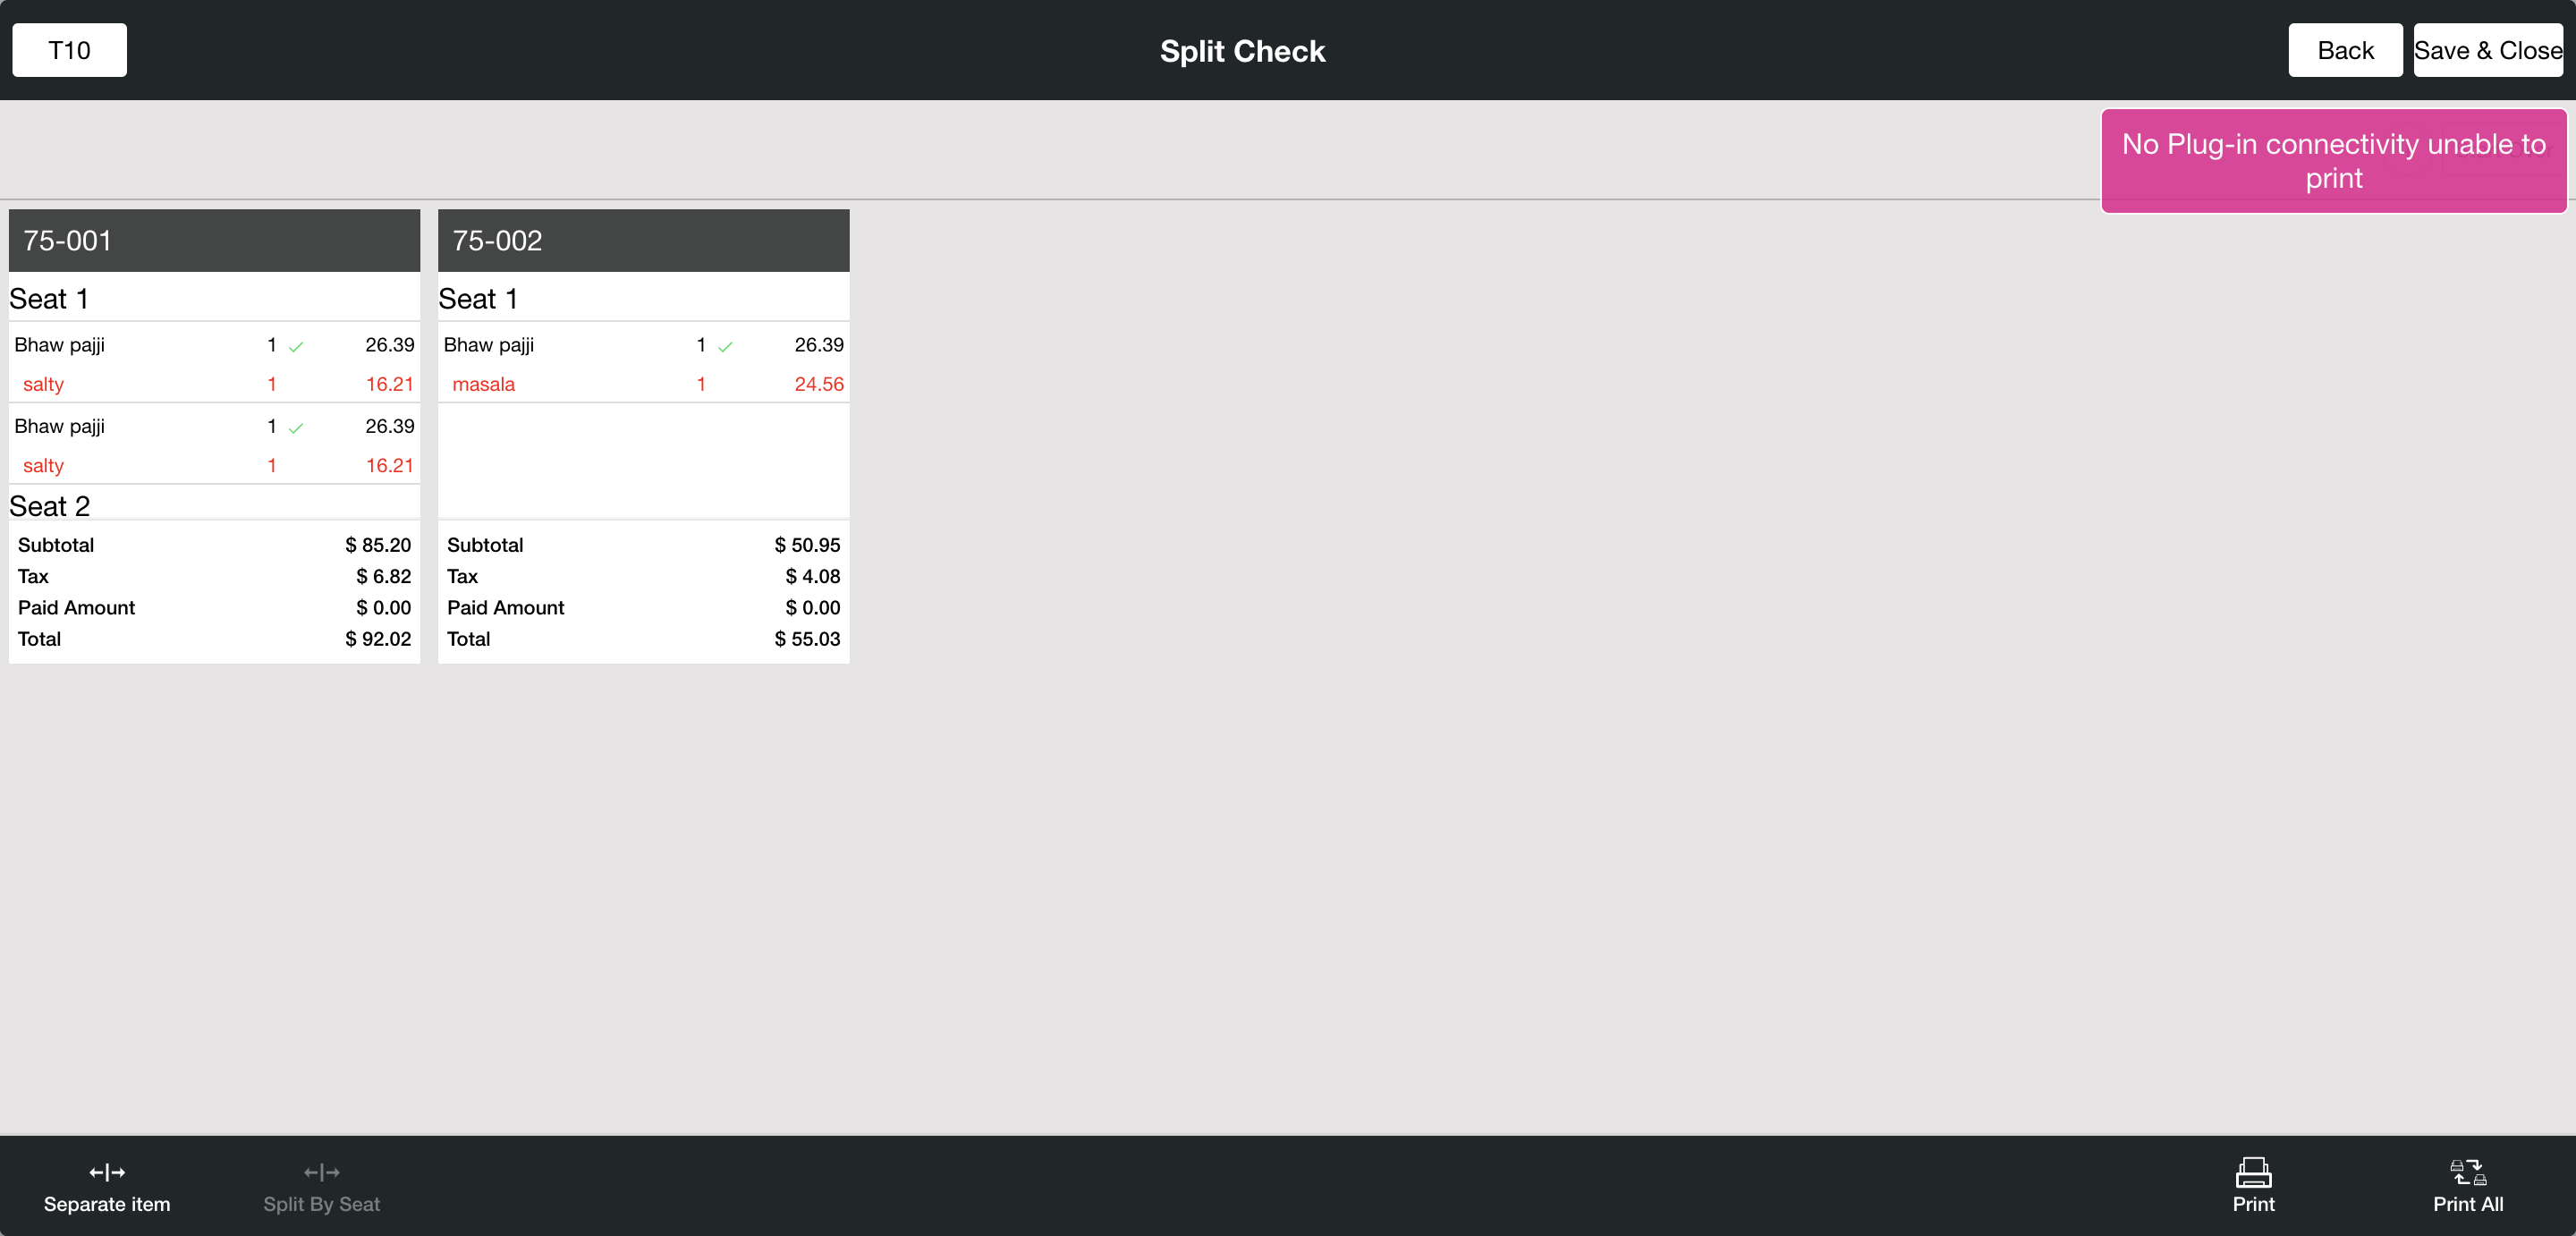 T10
Split Check
Back
Save & Close
No Plug-in connectivity unable to
print
75-001
Seat 1
Bhaw pajji 1 26.39
salty 1 16.21
Bhaw pajji 1 26.39
salty 1 16.21
Seat 2
Subtotal $ 85.20
Tax $ 6.82
Paid Amount $ 0.00
Total $ 92.02
75-002
Seat 1
Bhaw pajji 1 26.39
masala 1 24.56
Subtotal $ 50.95
Tax $ 4.08
Paid Amount $ 0.00
Total $ 55.03
Separate item
Split By Seat
Print
Print All